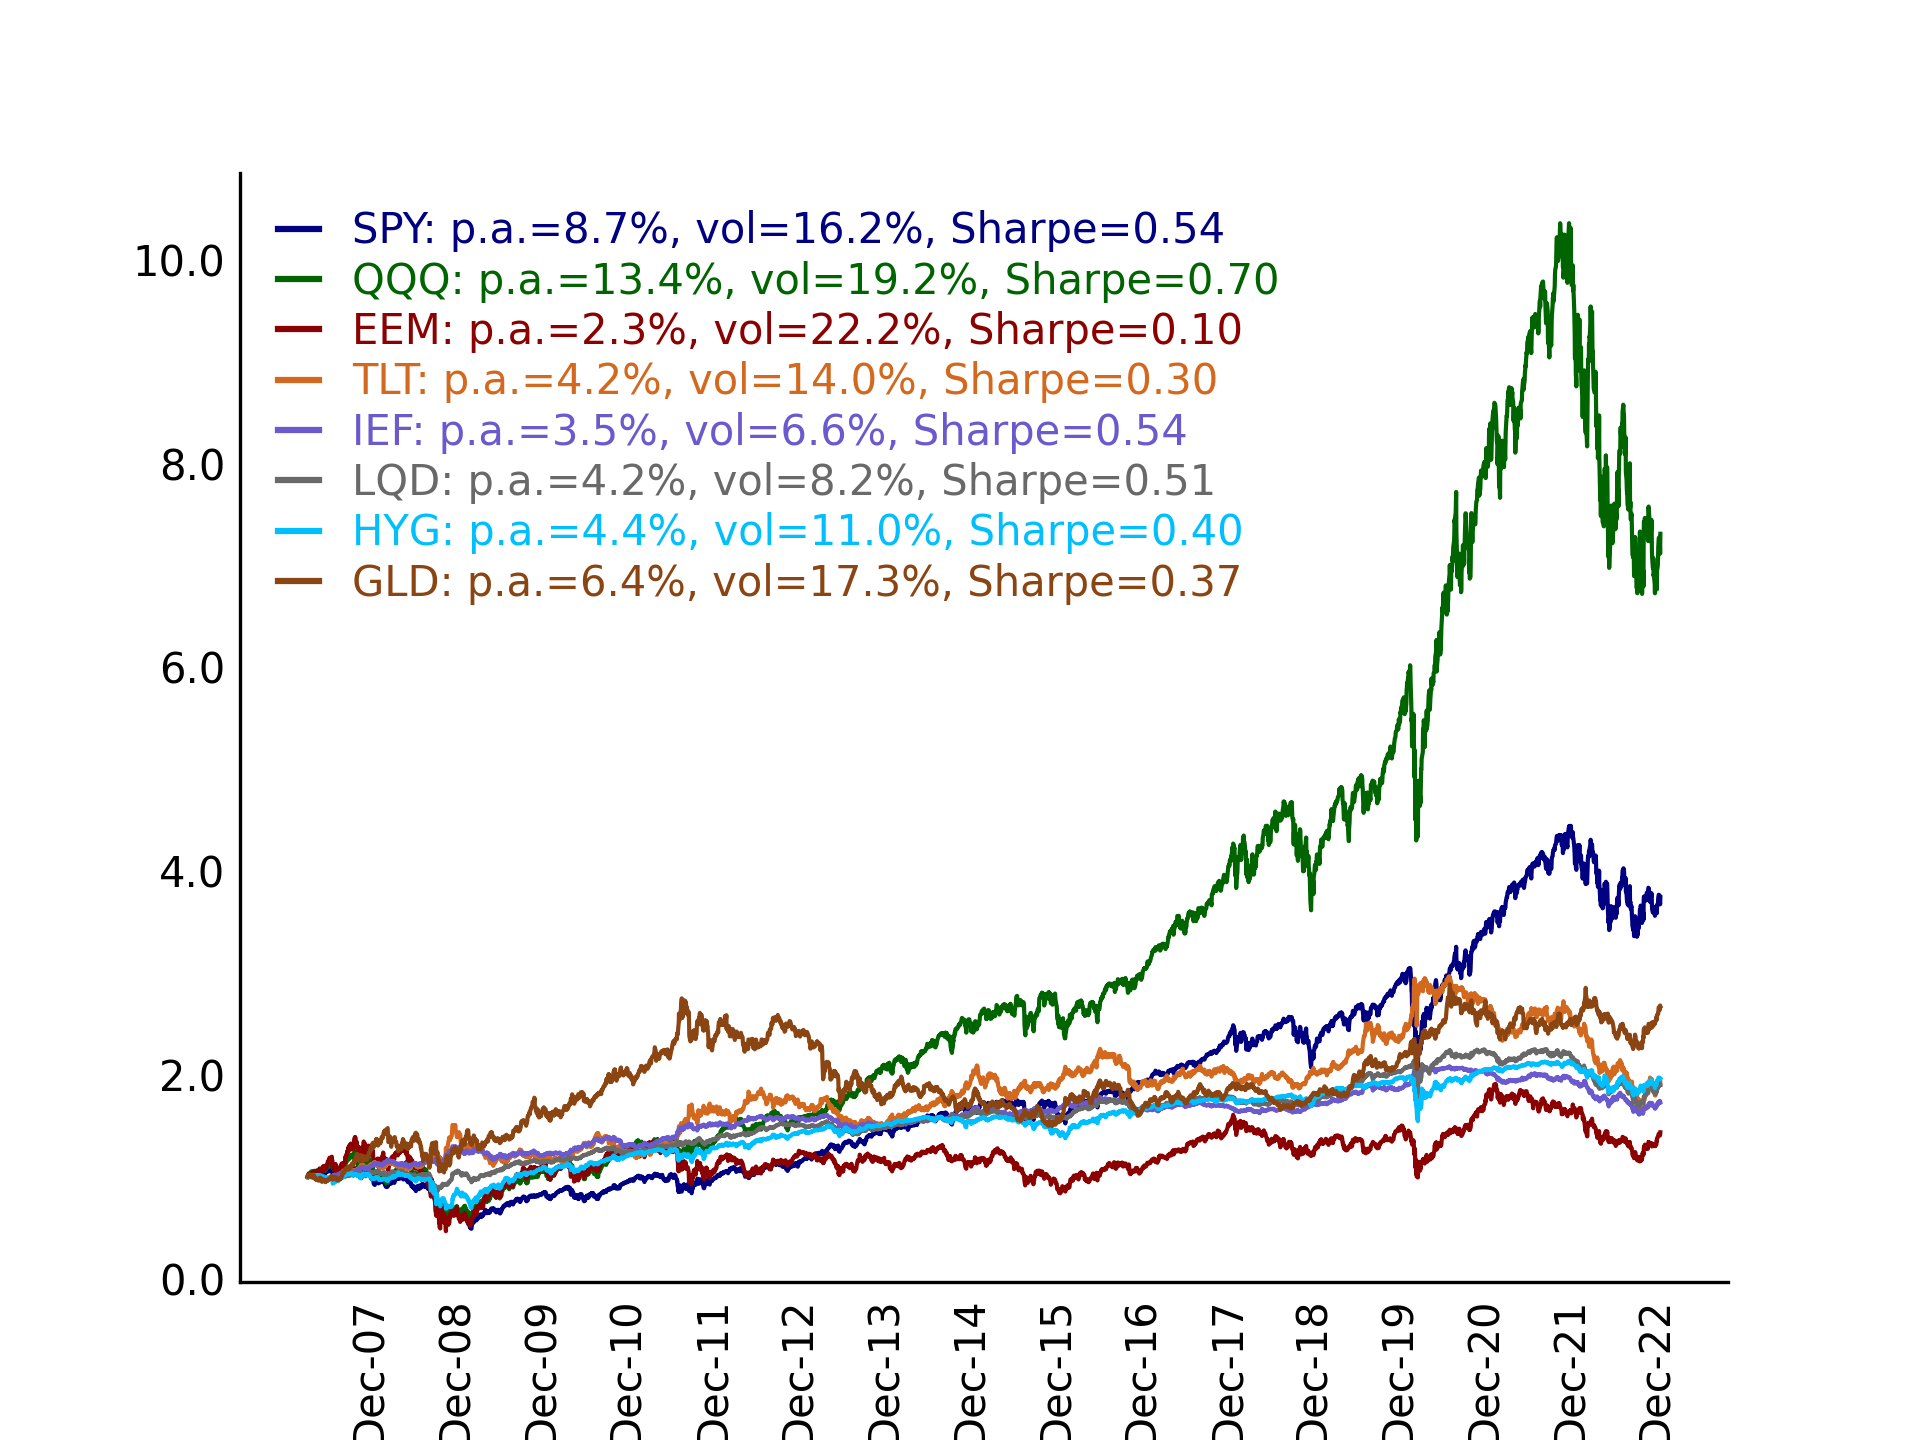 SPY: p.a.=8.7%, vol=16.2%, Sharpe=0.54
QQQ: p.a.=13.4%, vol=19.2%, Sharpe=0.70
EEM: p.a.=2.3%, vol=22.2%, Sharpe=0.10
TLT: p.a.=4.2%, vol=14.0%, Sharpe=0.30
IEF: p.a.=3.5%, vol=6.6%, Sharpe=0.54
LQD: p.a.=4.2%, vol=8.2%, Sharpe=0.51
HYG: p.a.=4.4%, vol=11.0%, Sharpe=0.40
GLD: p.a.=6.4%, vol=17.3%, Sharpe=0.37
10.0
8.0
6.0
4.0
2.0
0.0
Dec-07
Dec-08
Dec-09
Dec-10
Dec-11
Dec-12
Dec-13
Dec-14
Dec-15
Dec-16
Dec-17
Dec-18
Dec-19
Dec-20
Dec-21
Dec-22